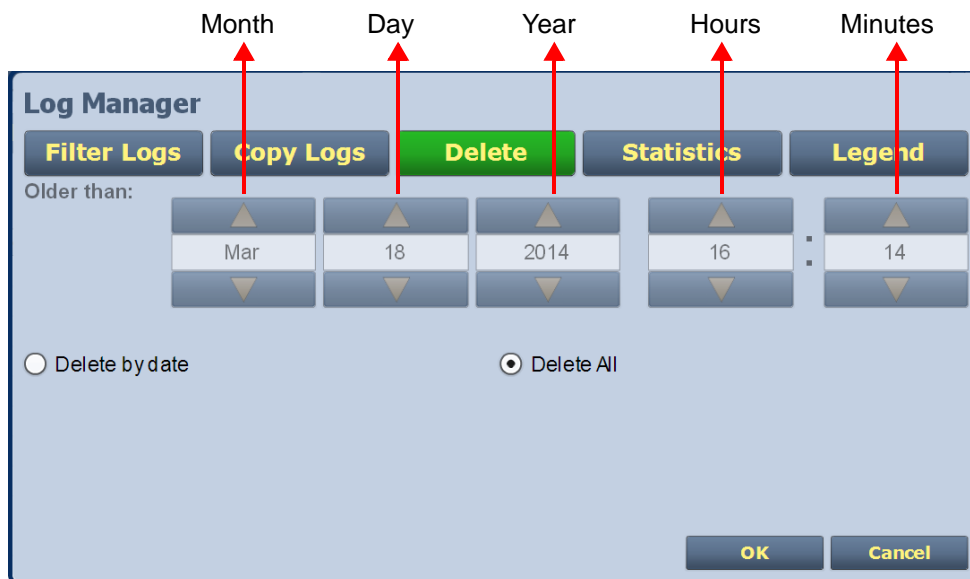 Month Day Year Hours Minutes
Log Manager
Filter Logs Copy Logs Delete Statistics Legend
Older than:
Mar 18 2014 16 : 14
Delete by date Delete All
OK Cancel